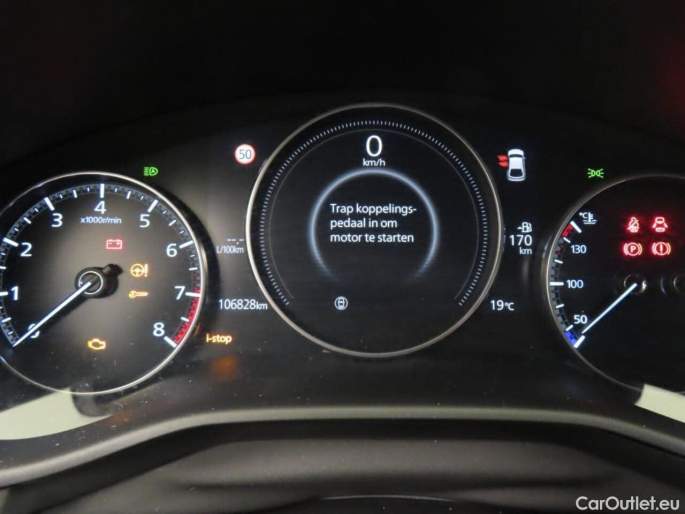 50
0
km/h
Trap koppelings-
pedaal in om
motor te starten
4
3
5
x1000r/min
2
6
1
7
8
--.-
L/100km
106828km
i-stop
170
km
19°C
°C
130
100
50
P
CarOutlet.eu